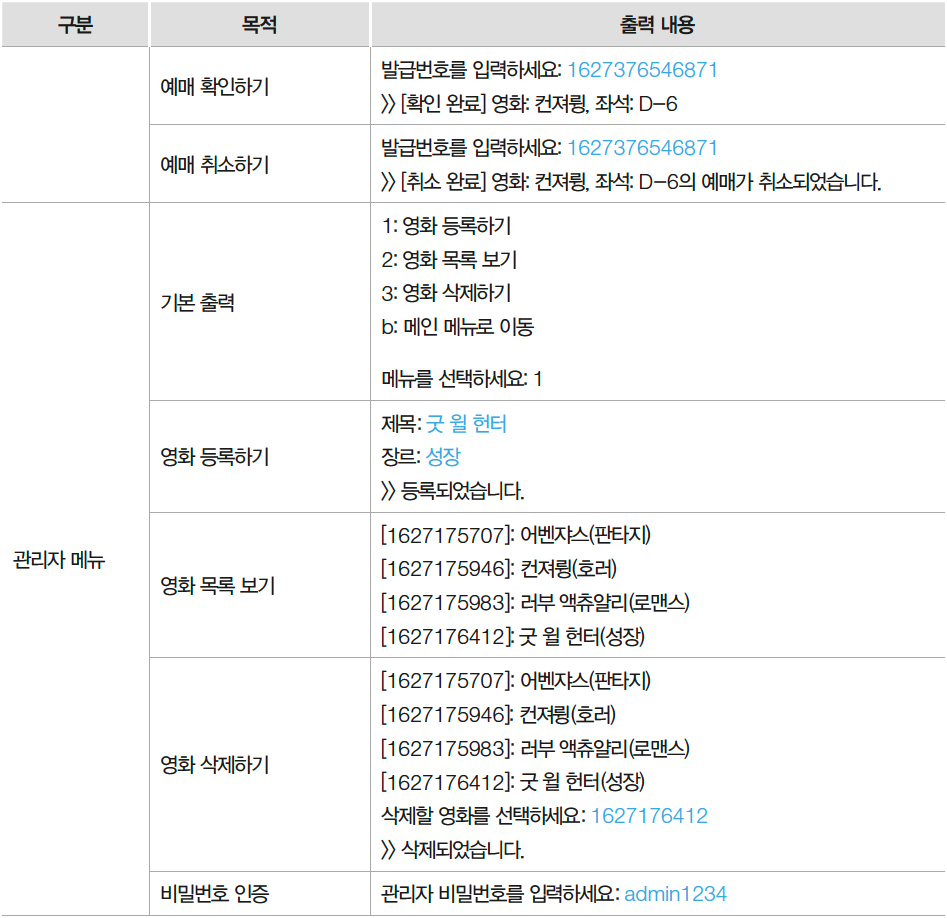 구분 목적 출력 내용
예매 확인하기
발급번호를 입력하세요: 1627376546871
》 [확인 완료] 영화: 컨져륑, 좌석: D-6
예매 취소하기
발급번호를 입력하세요: 1627376546871
》 [취소 완료] 영화: 컨져륑, 좌석: D-6의 예매가 취소되었습니다.
관리자 메뉴
기본 출력
1: 영화 등록하기
2: 영화 목록 보기
3: 영화 삭제하기
b: 메인 메뉴로 이동
메뉴를 선택하세요: 1
영화 등록하기
제목: 굿 윌 헌터
장르: 성장
》 등록되었습니다.
영화 목록 보기
[1627175707]: 어벤쟈스(판타지)
[1627175946]: 컨져륑(호러)
[1627175983]: 러부 액츄얄리(로맨스)
[1627176412]: 굿 윌 헌터(성장)
영화 삭제하기
[1627175707]: 어벤쟈스(판타지)
[1627175946]: 컨져륑(호러)
[1627175983]: 러부 액츄얄리(로맨스)
[1627176412]: 굿 윌 헌터(성장)
삭제할 영화를 선택하세요: 1627176412
》 삭제되었습니다.
비밀번호 인증
관리자 비밀번호를 입력하세요: admin1234